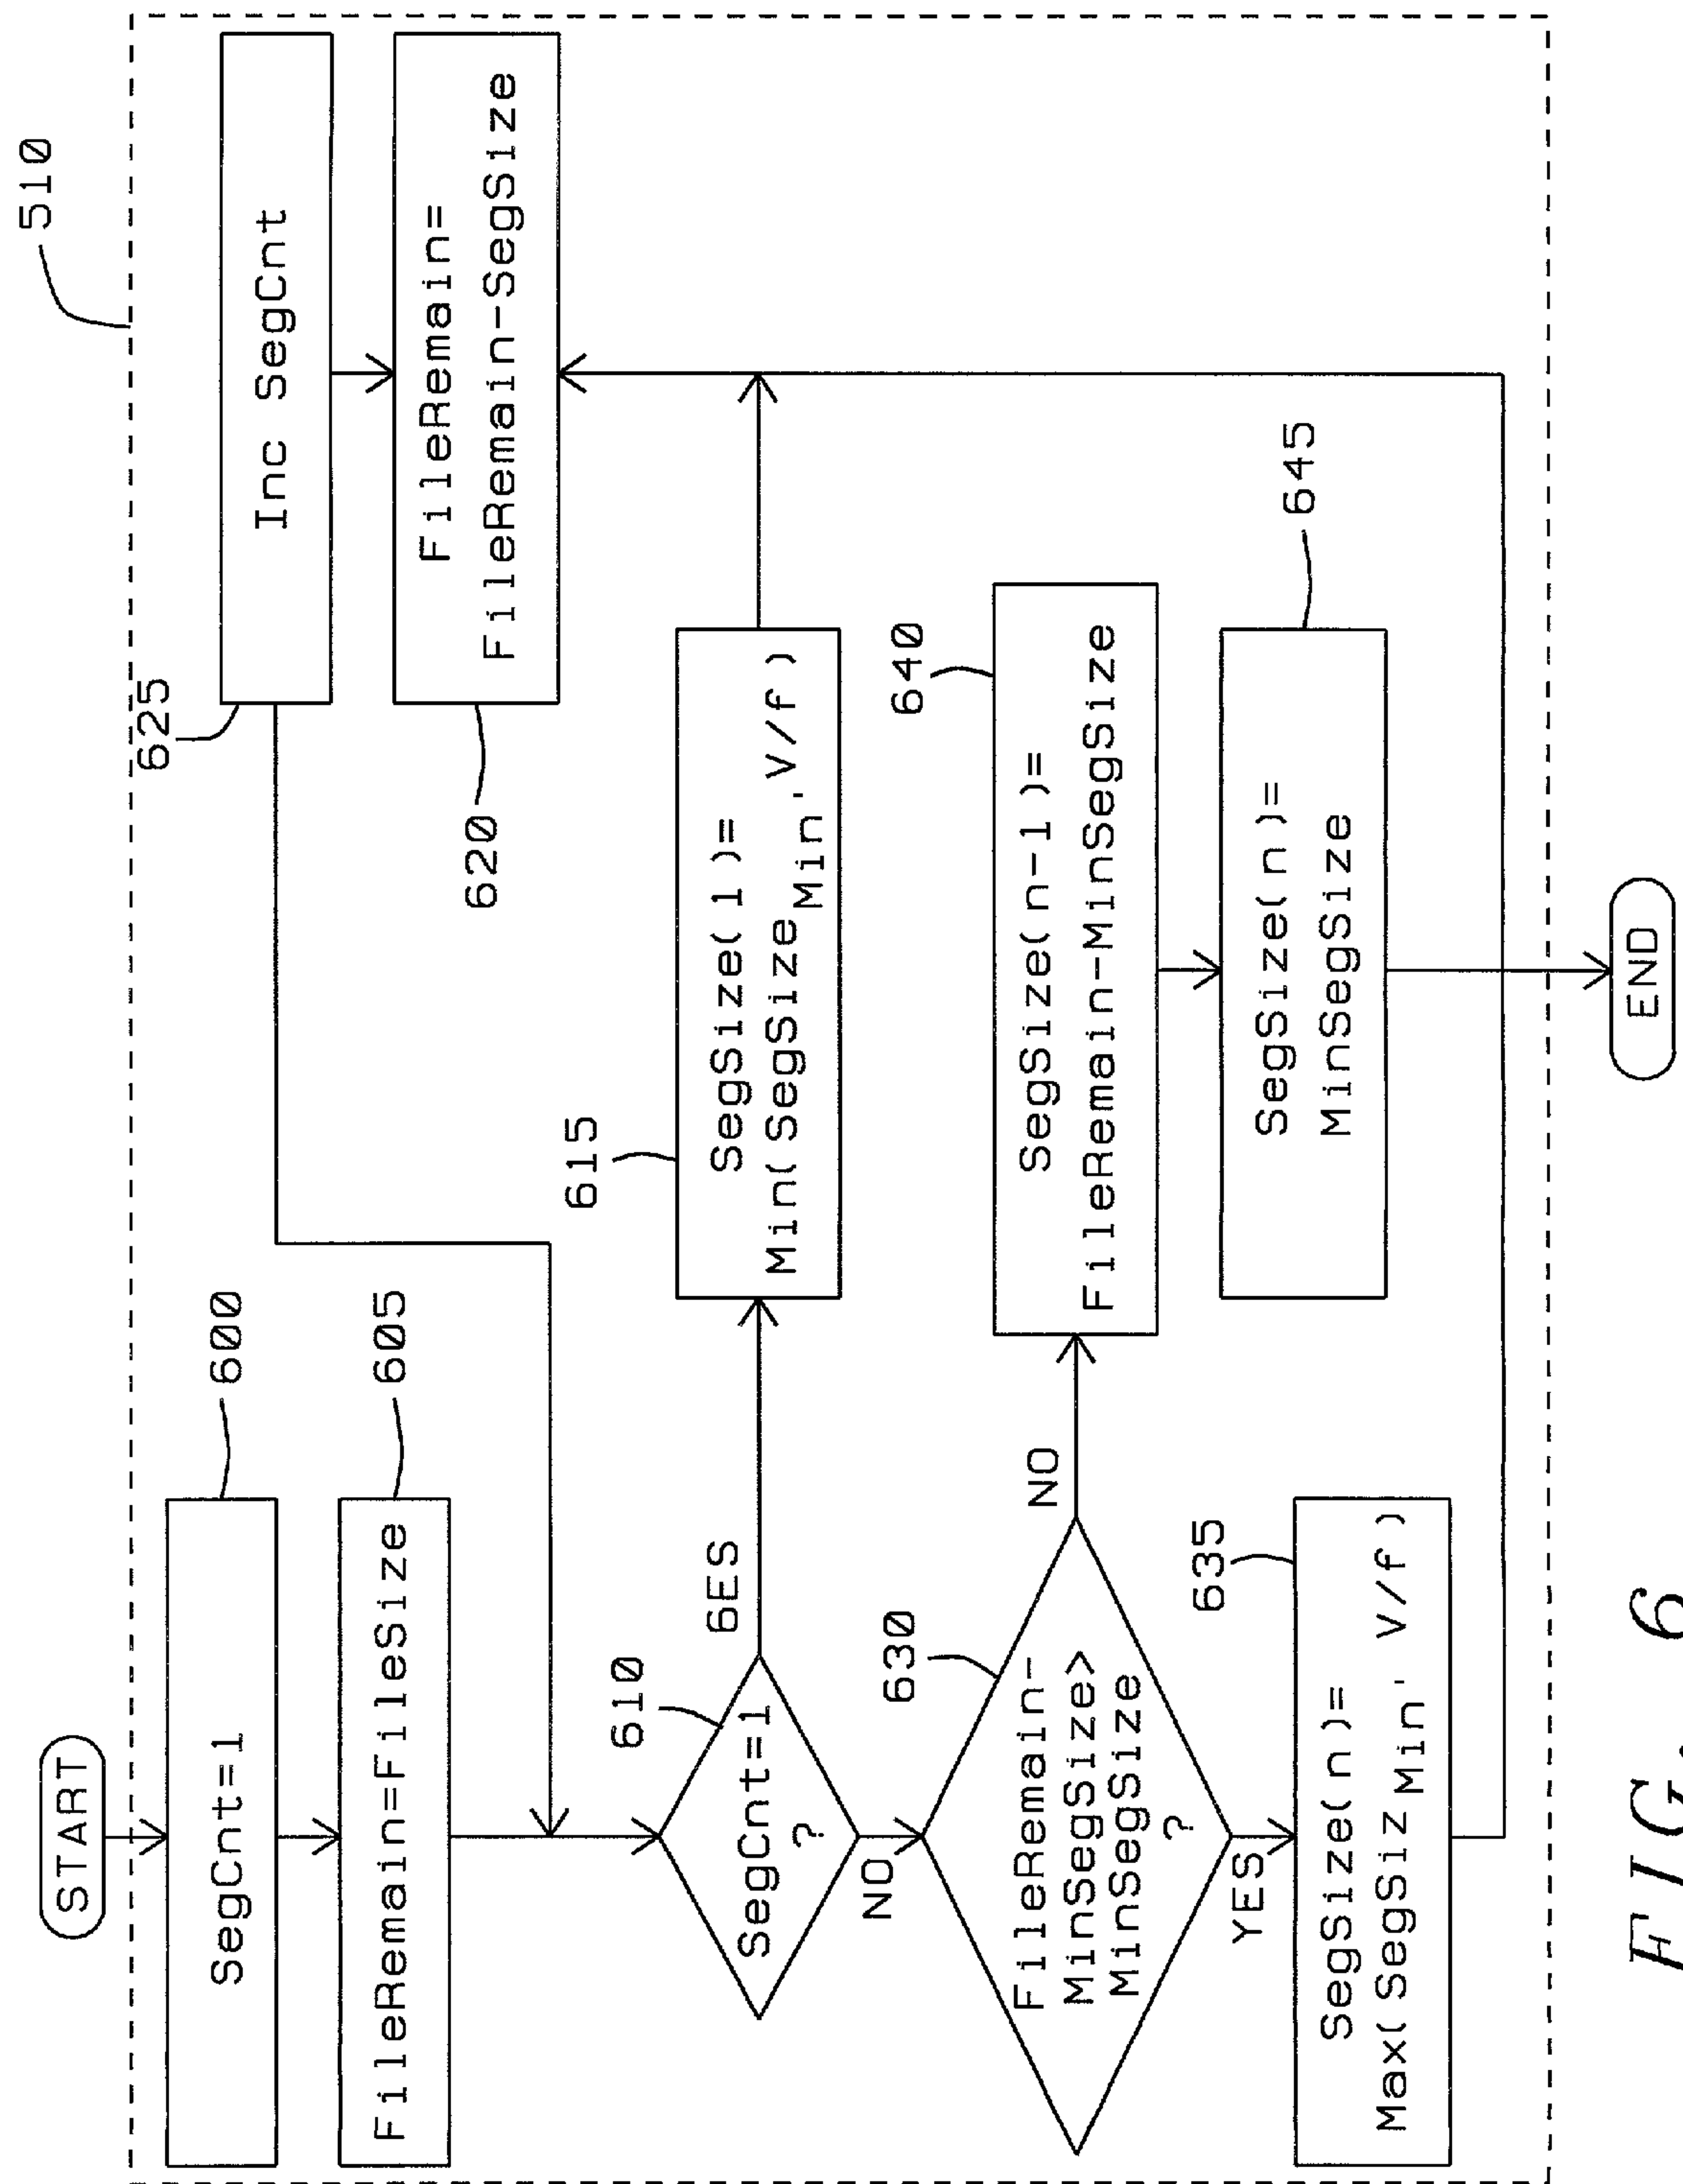 510
START
SegCnt=1
600
FileRemain=FileSize
605
Inc SegCnt
625
FileRemain=
FileRemain-SegSize
620
SegCnt=1
?
610
6ES
NO
SegSize(1)=
Min(SegSizeMin' V/f)
615
FileRemain-
MinSegSize>
MinSegSize
?
630
NO
YES
SegSize(n-1)=
FileRemain-MinSegSize
640
SegSize(n)=
MinSegSize
645
SegSize(n)=
Max(SegSizMin' V/f)
635
END
FIG. 6